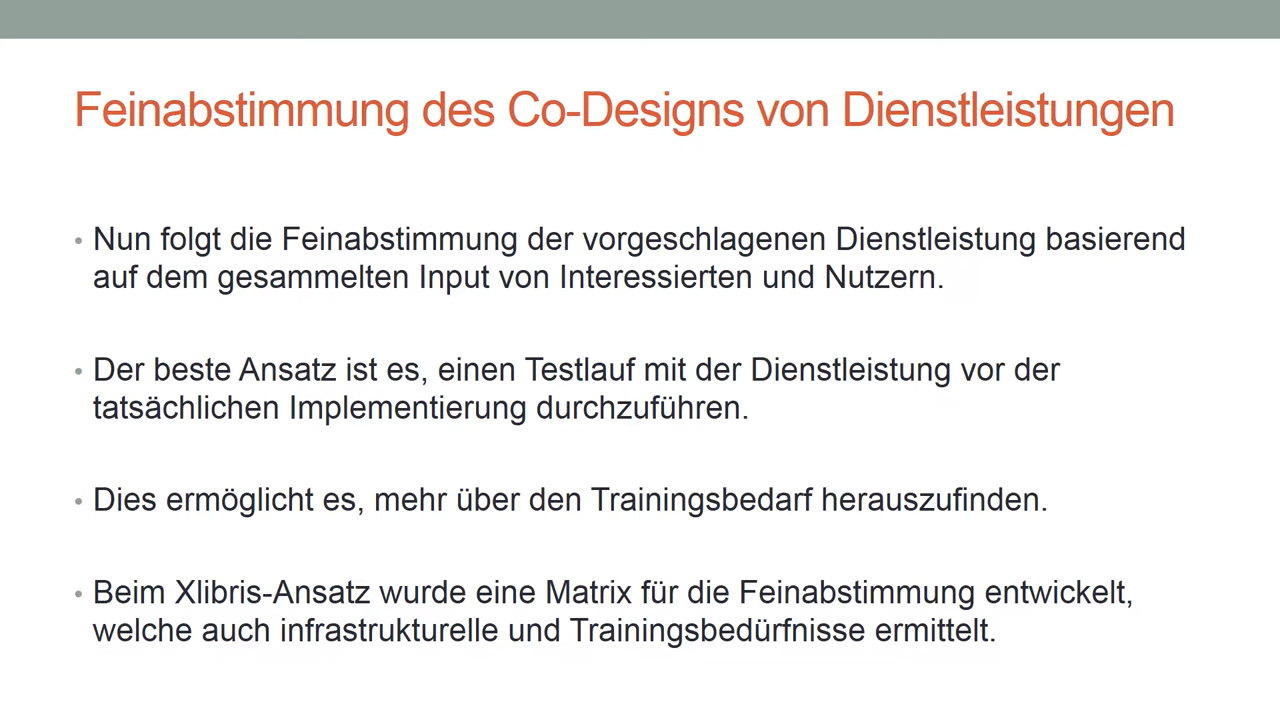 Feinabstimmung des Co-Designs von Dienstleistungen
• Nun folgt die Feinabstimmung der vorgeschlagenen Dienstleistung basierend
auf dem gesammelten Input von Interessierten und Nutzern.
• Der beste Ansatz ist es, einen Testlauf mit der Dienstleistung vor der
tatsächlichen Implementierung durchzuführen.
• Dies ermöglicht es, mehr über den Trainingsbedarf herauszufinden.
• Beim Xlibris-Ansatz wurde eine Matrix für die Feinabstimmung entwickelt,
welche auch infrastrukturelle und Trainingsbedürfnisse ermittelt.